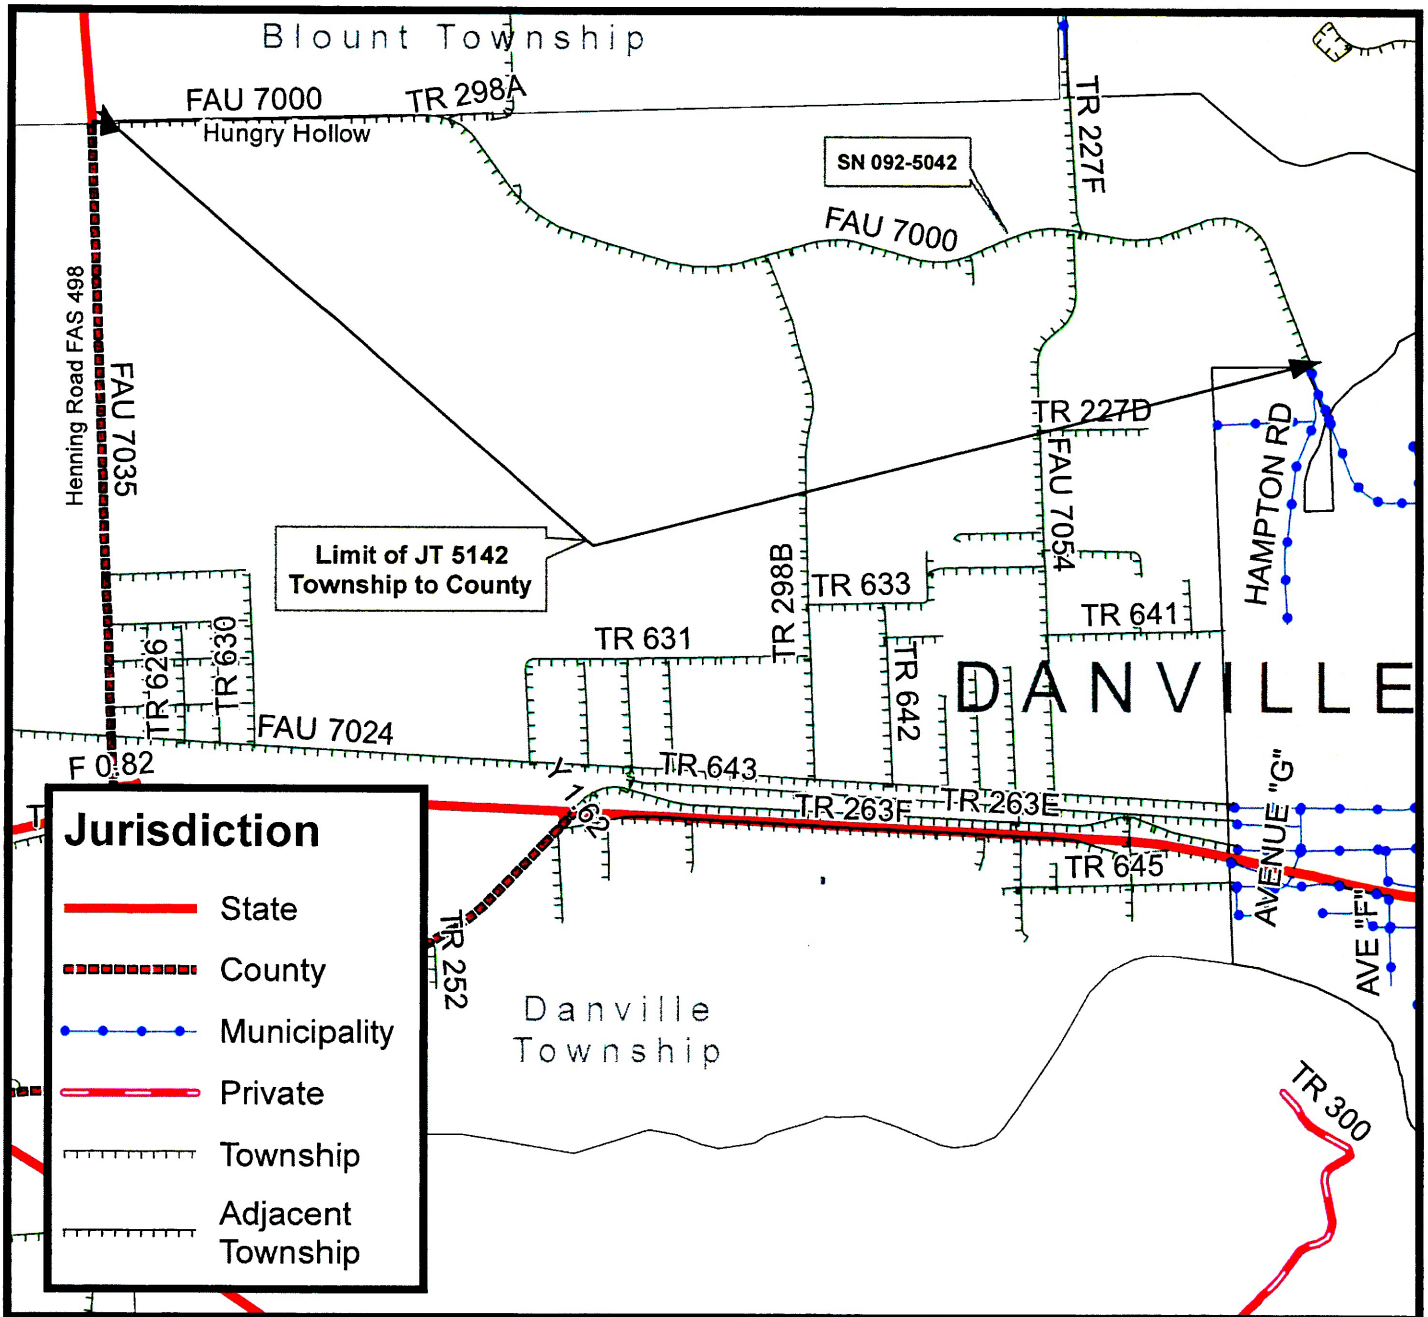 Blount Township
FAU 7000
TR 298A
Hungry Hollow
TR 227F
SN 092-5042
FAU 7000
Henning Road FAS 498
FAU 7035
TR 227D
HAMPTON RD
FAU 7054
Limit of JT 5142
Township to County
TR 298B
TR 633
TR 641
TR 631
TR 626
TR 630
TR 642
DANVILLE
FAU 7024
F 0.82
TR 643
TR 263F
TR 263E
AVENUE "G"
TR 645
AVE "F"
TR 252
Danville
Township
TR 300
Jurisdiction
State
County
Municipality
Private
Township
Adjacent
Township